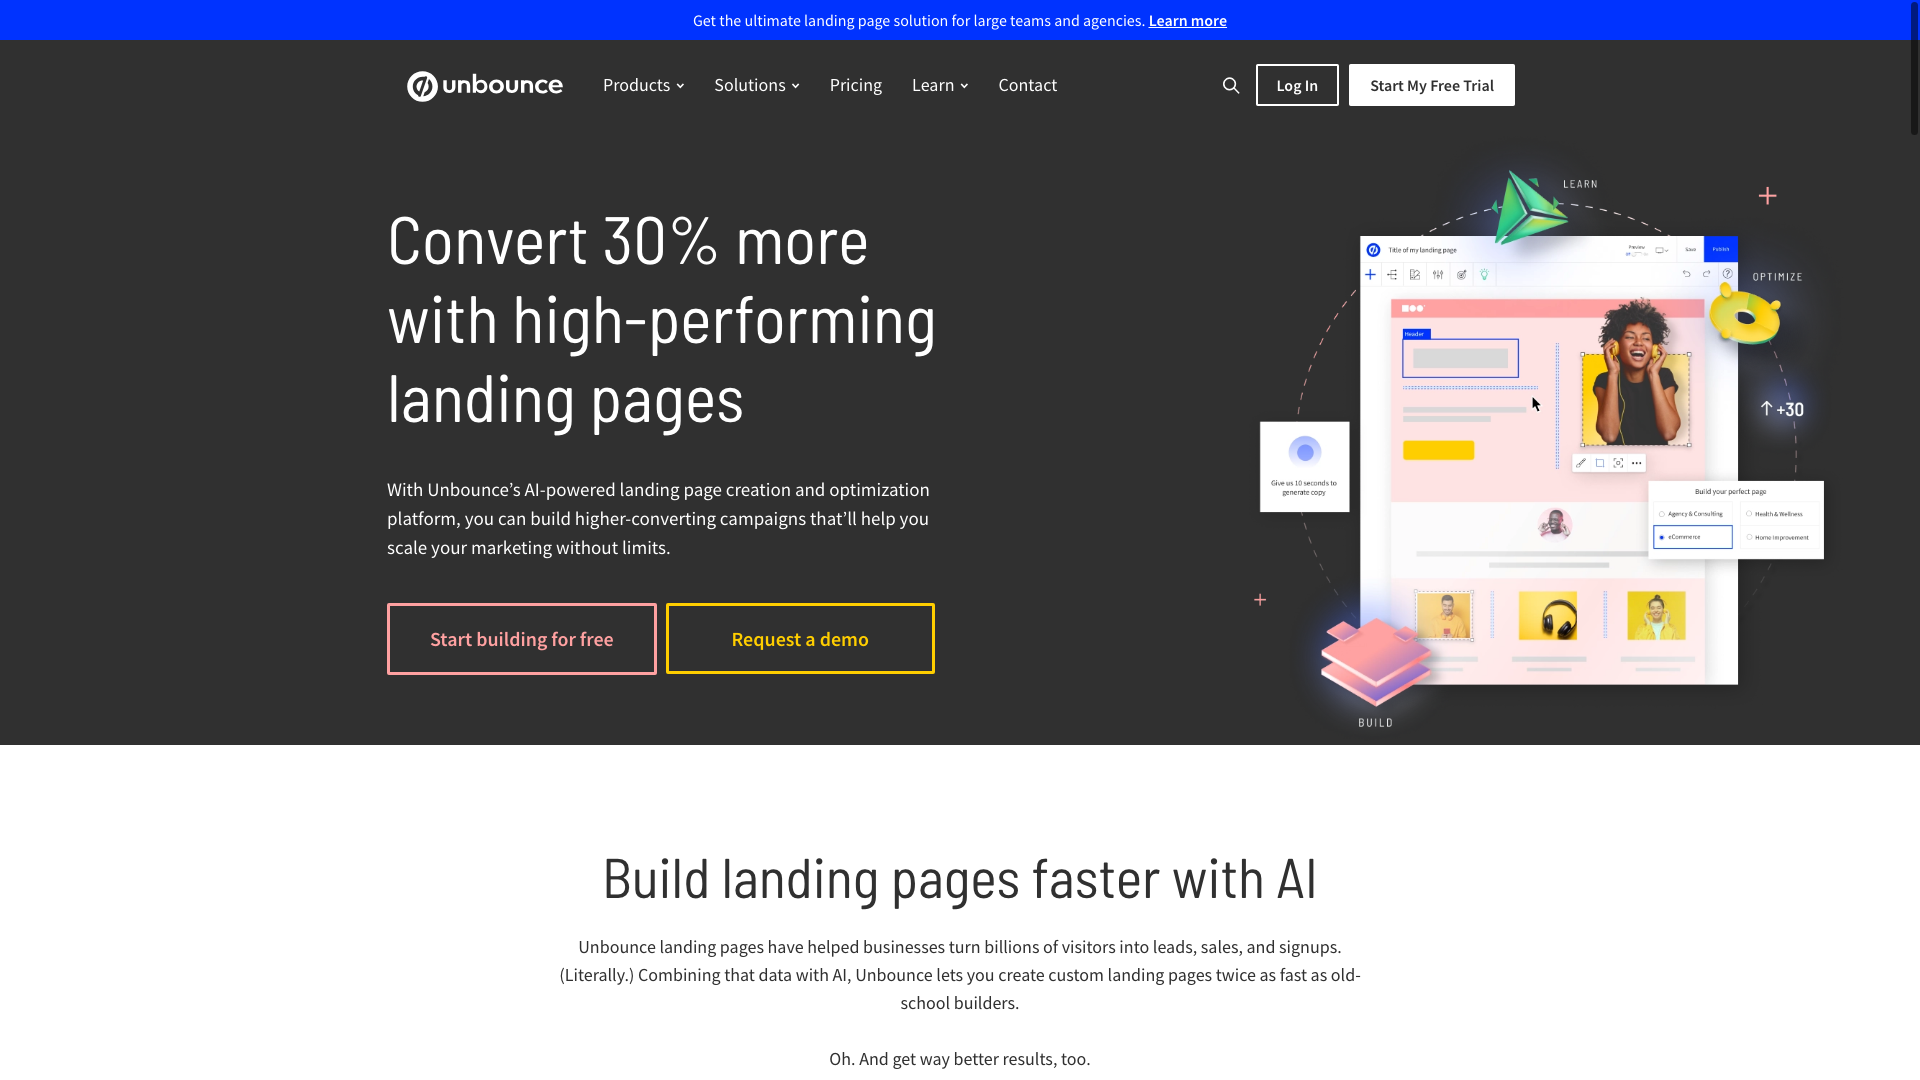 Get the ultimate landing page solution for large teams and agencies. Learn more
unbounce
Products
Solutions
Pricing
Learn
Contact
Log In
Start My Free Trial
Convert 30% more
with high-performing
landing pages
With Unbounce’s AI-powered landing page creation and optimization
platform, you can build higher-converting campaigns that’ll help you
scale your marketing without limits.
Start building for free
Request a demo
LEARN
Title of my landing page
Preview
Save
Publish
OPTIMIZE
Header
+30
Give us 10 seconds to
generate copy
Build your perfect page
Agency & Consulting
Health & Wellness
eCommerce
Home Improvement
BUILD
Build landing pages faster with AI
Unbounce landing pages have helped businesses turn billions of visitors into leads, sales, and signups.
(Literally.) Combining that data with AI, Unbounce lets you create custom landing pages twice as fast as old-
school builders.
Oh. And get way better results, too.